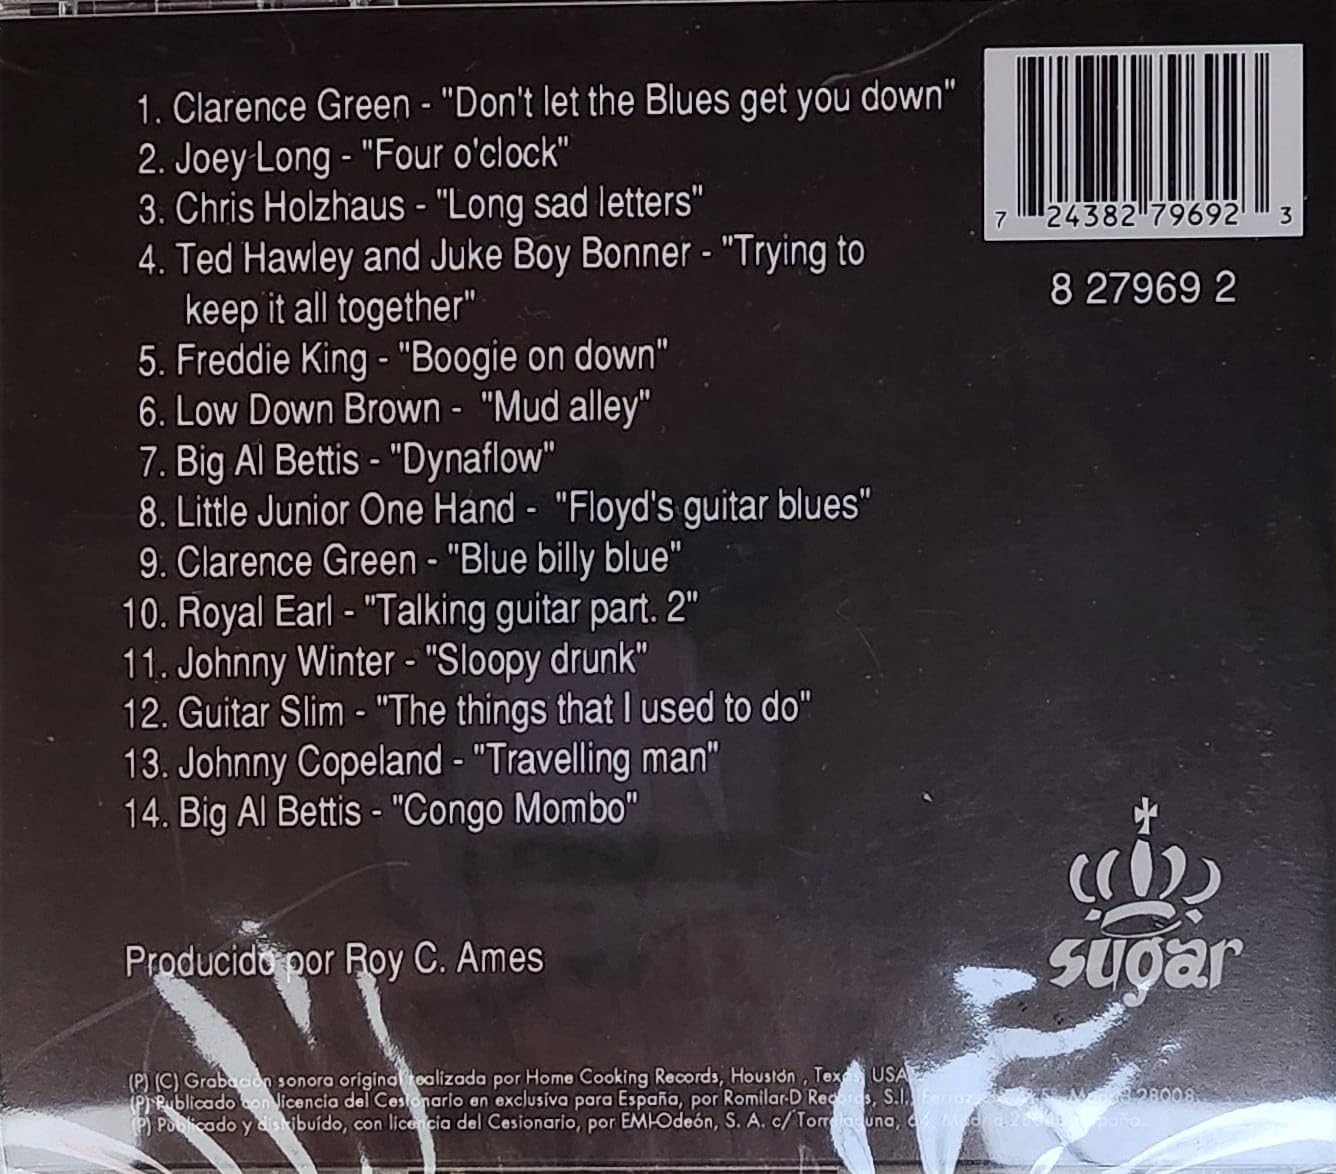 1. Clarence Green - "Don't let the Blues get you down"
2. Joey Long - "Four o'clock"
3. Chris Holzhaus - "Long sad letters"
4. Ted Hawley and Juke Boy Bonner - "Trying to
keep it all together"
5. Freddie King - "Boogie on down"
6. Low Down Brown - "Mud alley"
7. Big Al Bettis - "Dynaflow"
8. Little Junior One Hand - "Floyd's guitar blues"
9. Clarence Green - "Blue billy blue"
10. Royal Earl - "Talking guitar part. 2"
11. Johnny Winter - "Sloopy drunk"
12. Guitar Slim - "The things that I used to do"
13. Johnny Copeland - "Travelling man"
14. Big Al Bettis - "Congo Mombo"
7 24382 79692 3
8 27969 2
sugar
Producido por Roy C. Ames
(P) (C) Grabación sonora original realizada por Home Cooking Records, Houstón , Texas, USA
(P) Publicado con licencia del Cesionario en exclusiva para España, por Romilar-D Records, S.L. 28008
(P) Publicado y distribuído, con licencia del Cesionario, por EMI-Odeón, S. A. c/ Torrelaguna,